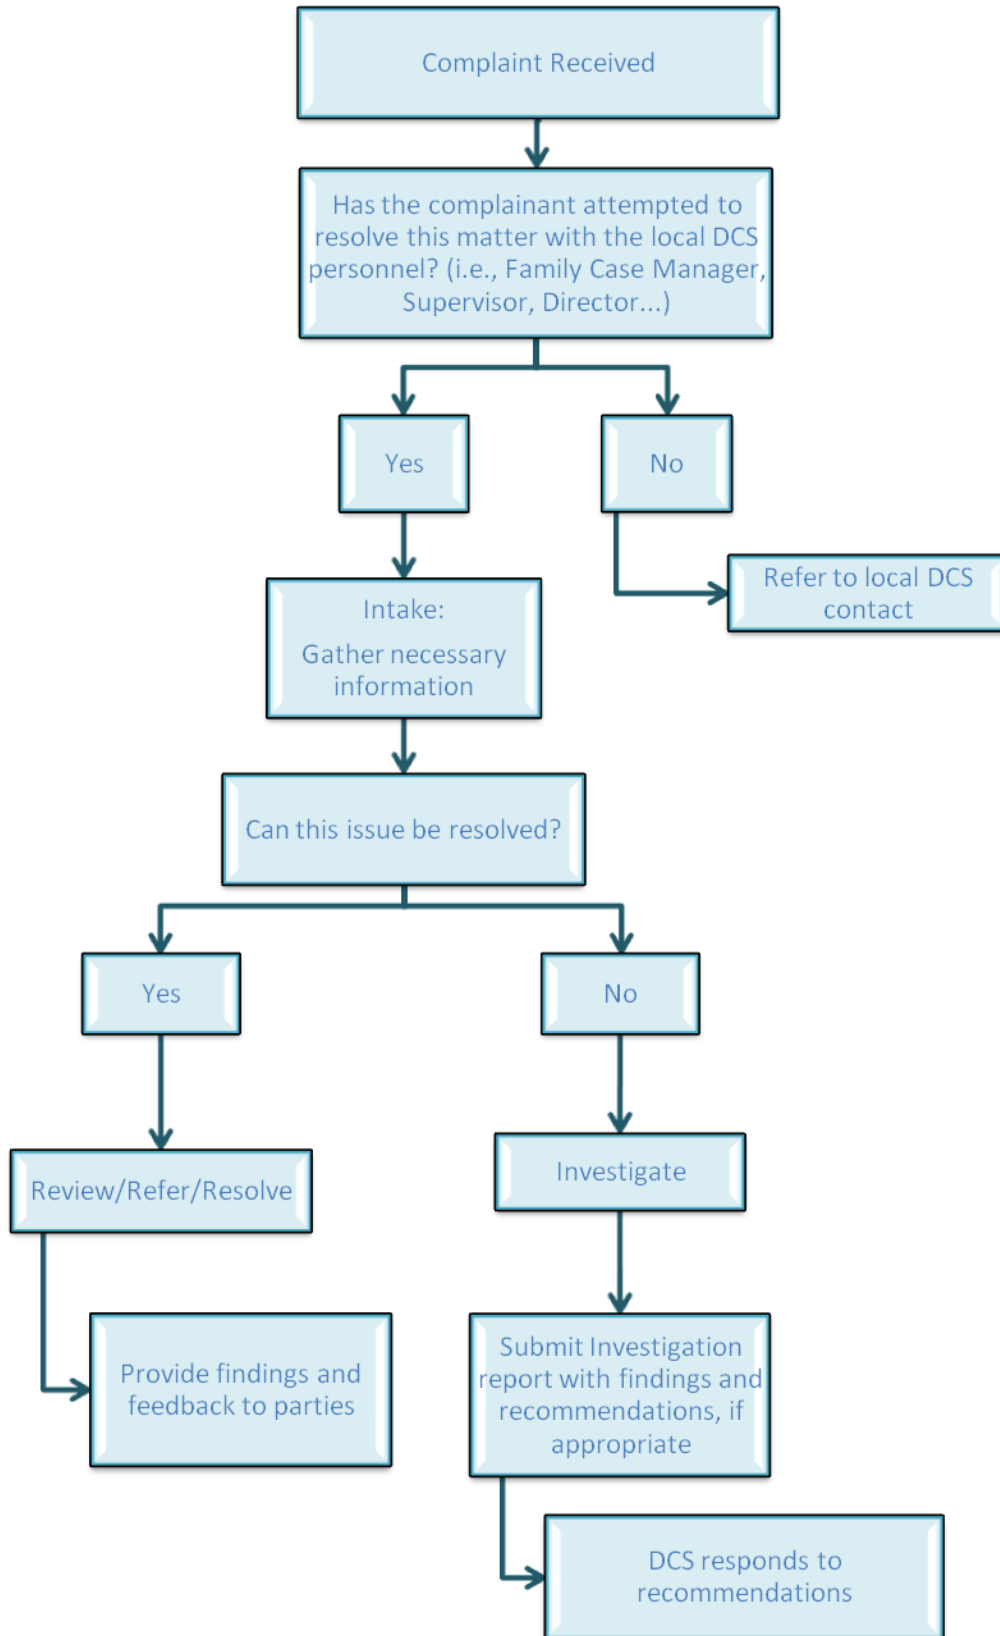 Complaint Received
Has the complainant attempted to
resolve this matter with the local DCS
personnel? (i.e., Family Case Manager,
Supervisor, Director...)
Yes
No
Refer to local DCS
contact
Intake:
Gather necessary
information
Can this issue be resolved?
Yes
No
Review/Refer/Resolve
Investigate
Provide findings and
feedback to parties
Submit Investigation
report with findings and
recommendations, if
appropriate
DCS responds to
recommendations